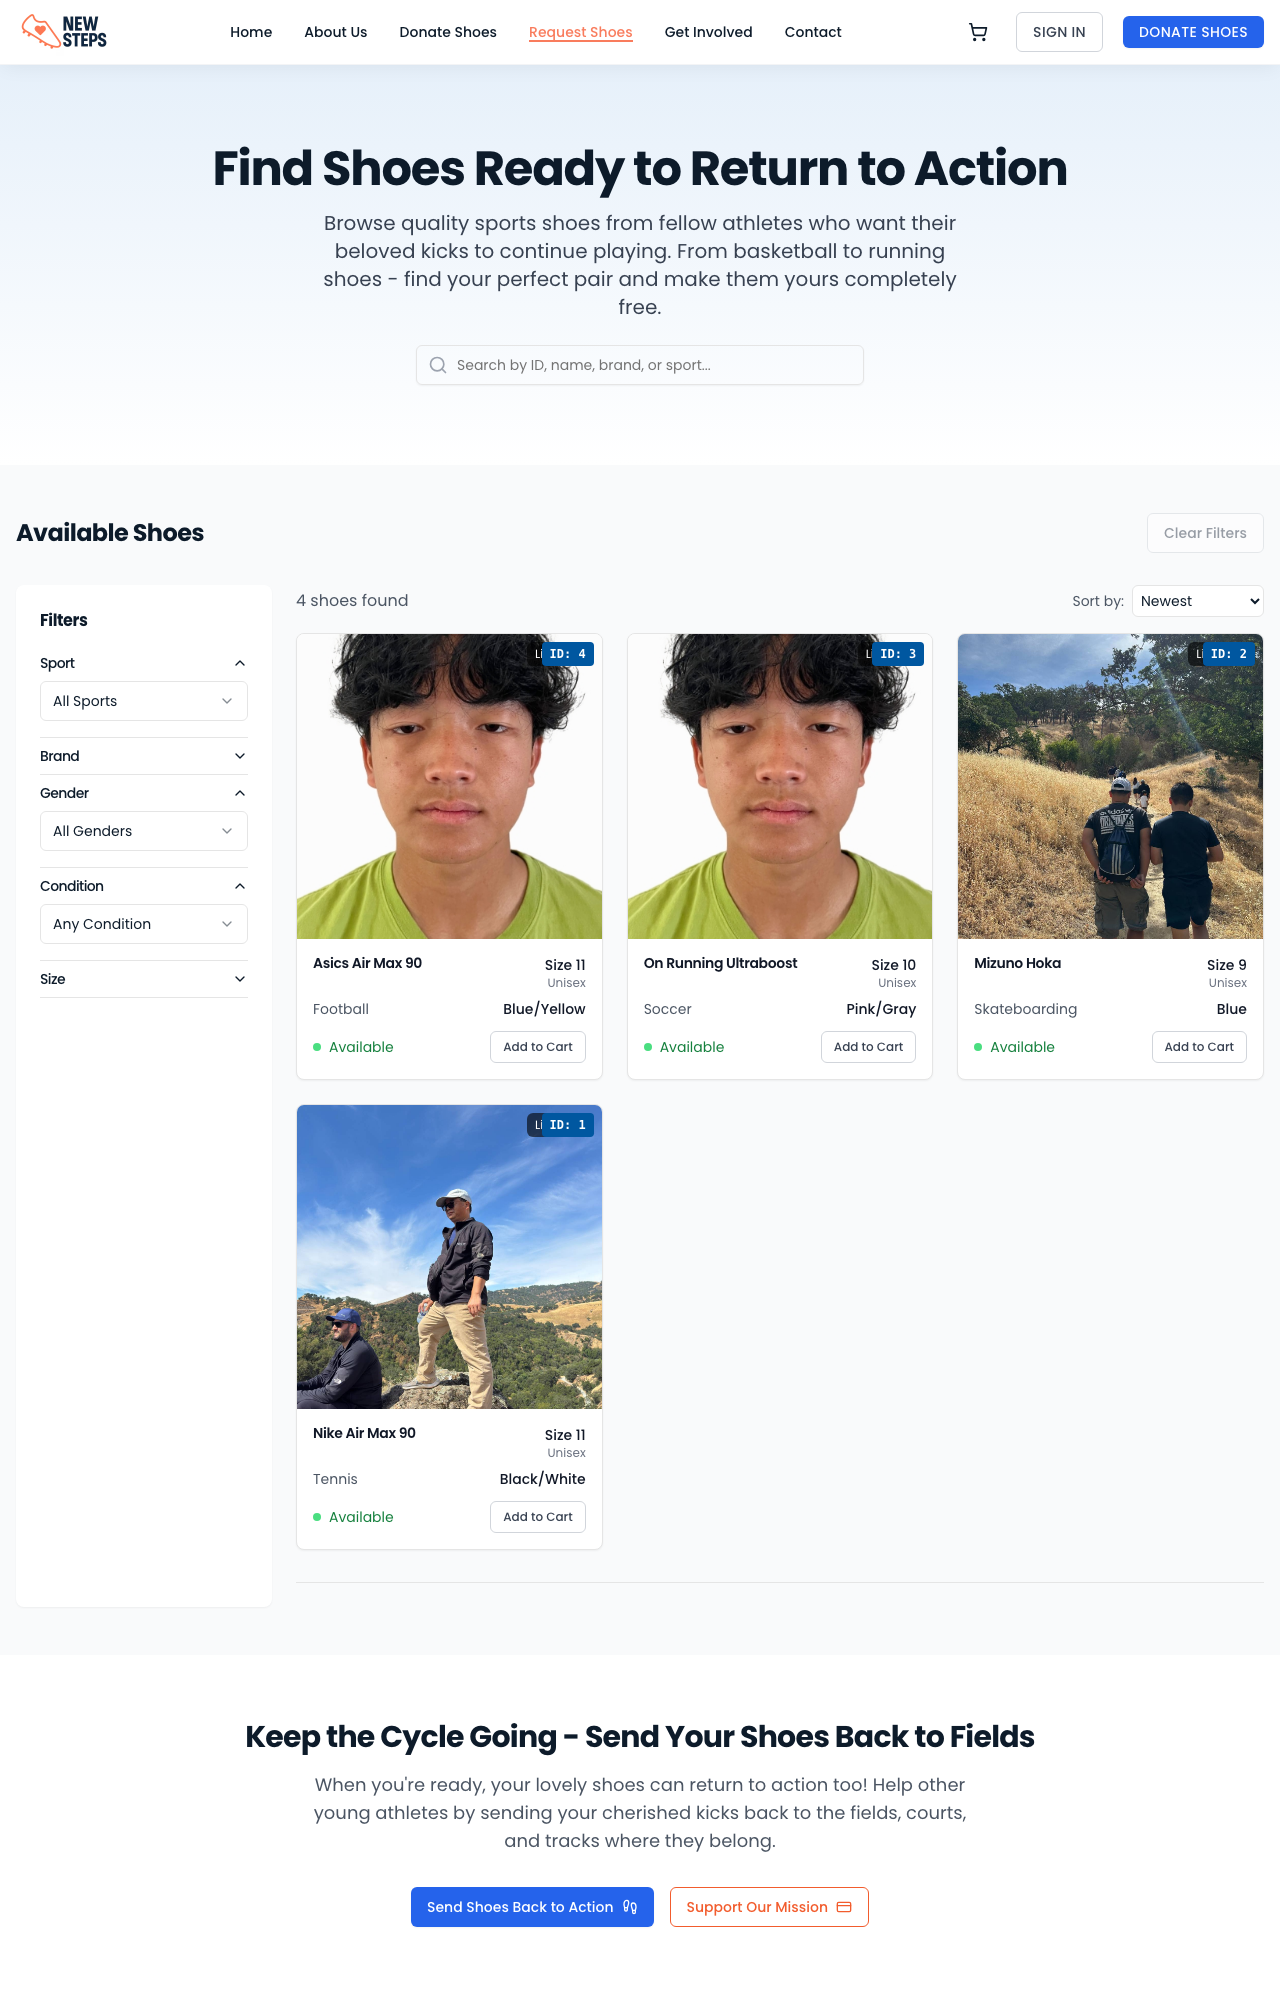 NEW
STEPS
Home
About Us
Donate Shoes
Request Shoes
Get Involved
Contact
SIGN IN
DONATE SHOES
Find Shoes Ready to Return to Action
Browse quality sports shoes from fellow athletes who want their
beloved kicks to continue playing. From basketball to running
shoes - find your perfect pair and make them yours completely
free.
Search by ID, name, brand, or sport...
Available Shoes
Clear Filters
Filters
Sport
All Sports
Brand
Gender
All Genders
Condition
Any Condition
Size
4 shoes found
Sort by: Newest
ID: 4
Asics Air Max 90
Size 11
Unisex
Football
Blue/Yellow
Available
Add to Cart
ID: 3
On Running Ultraboost
Size 10
Unisex
Soccer
Pink/Gray
Available
Add to Cart
ID: 2
Mizuno Hoka
Size 9
Unisex
Skateboarding
Blue
Available
Add to Cart
ID: 1
Nike Air Max 90
Size 11
Unisex
Tennis
Black/White
Available
Add to Cart
Keep the Cycle Going - Send Your Shoes Back to Fields
When you're ready, your lovely shoes can return to action too! Help other
young athletes by sending your cherished kicks back to the fields, courts,
and tracks where they belong.
Send Shoes Back to Action
Support Our Mission